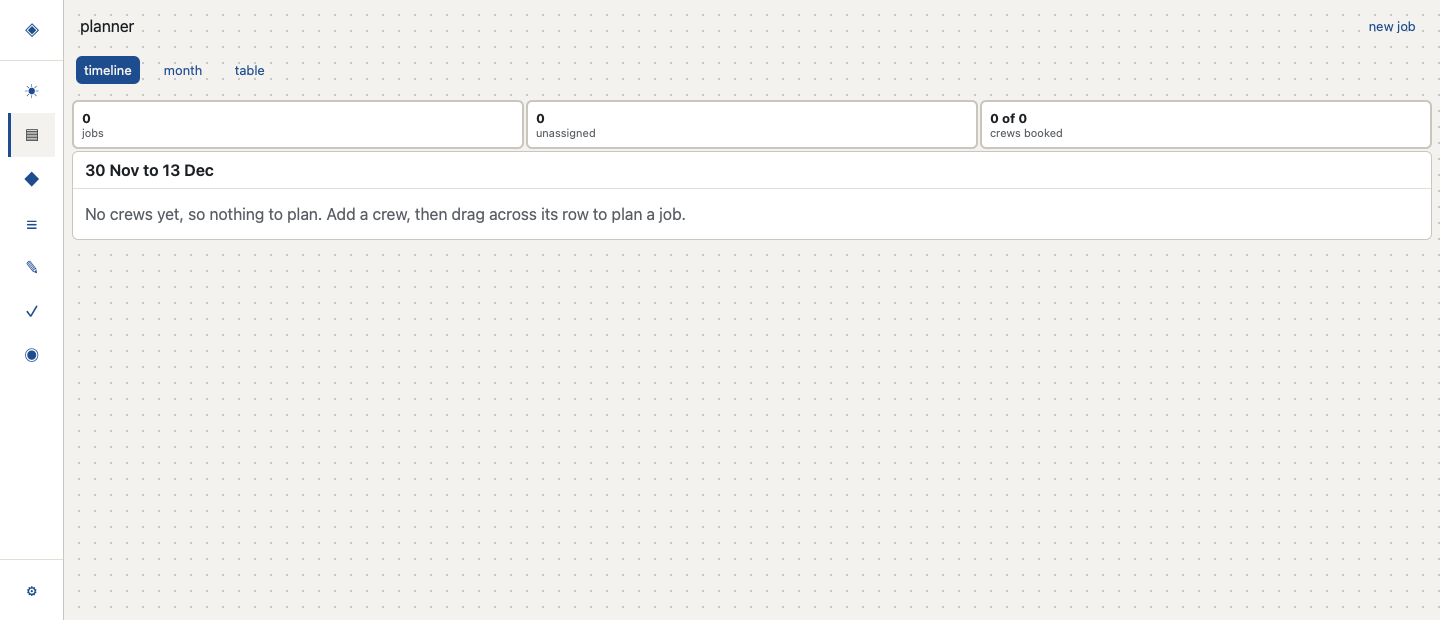 planner
new job
timeline
month
table
0
jobs
0
unassigned
0 of 0
crews booked
30 Nov to 13 Dec
No crews yet, so nothing to plan. Add a crew, then drag across its row to plan a job.